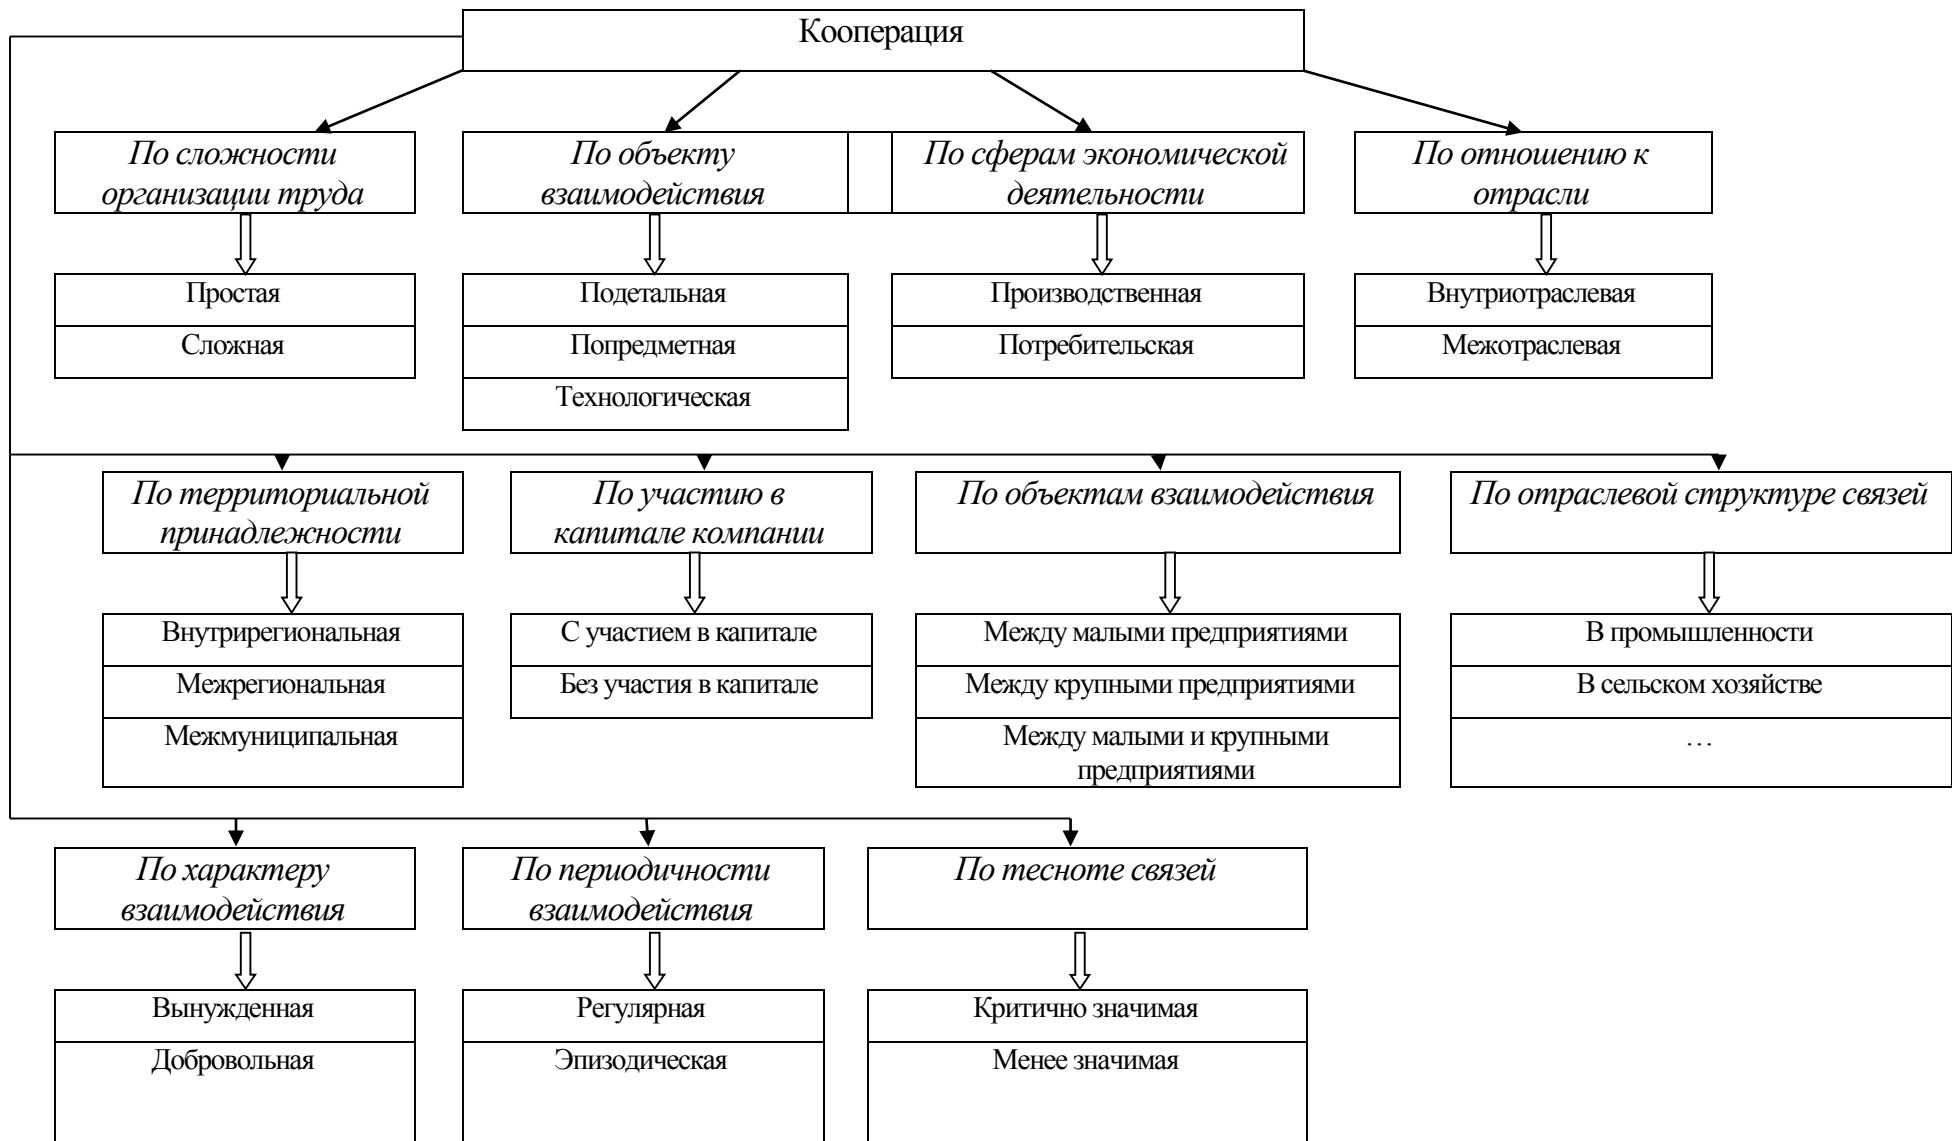 Кооперация
По сложности
организации труда
По объекту
взаимодействия
По сферам экономической
деятельности
По отношению к
отрасли
Простая
Сложная
Подетальная
Попредметная
Технологическая
Производственная
Потребительская
Внутриотраслевая
Межотраслевая
По территориальной
принадлежности
По участию в
капитале компании
По объектам взаимодействия
По отраслевой структуре связей
Внутрирегиональная
Межрегиональная
Межмуниципальная
С участием в капитале
Без участия в капитале
Между малыми предприятиями
Между крупными предприятиями
Между малыми и крупными
предприятиями
В промышленности
В сельском хозяйстве
…
По характеру
взаимодействия
По периодичности
взаимодействия
По тесноте связей
Вынужденная
Добровольная
Регулярная
Эпизодическая
Критично значимая
Менее значимая